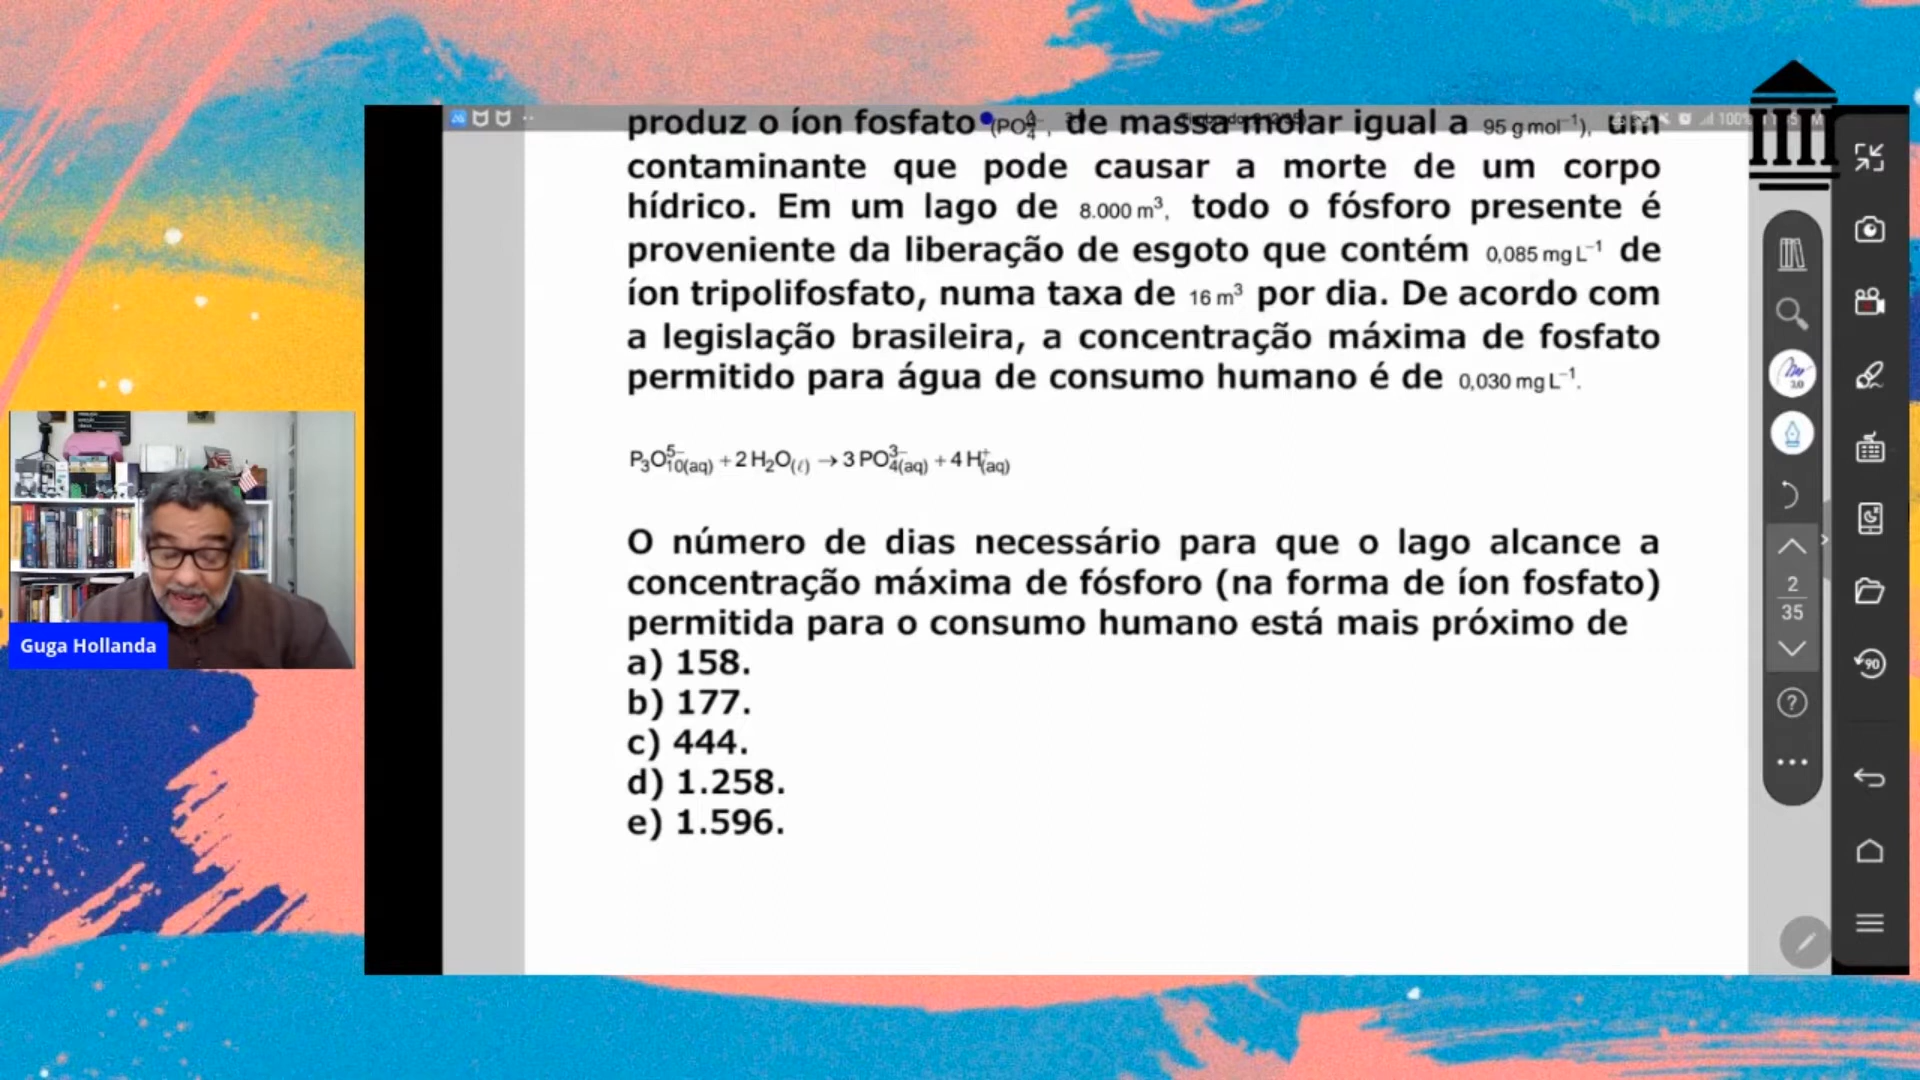 produz o íon fosfato (PO₄³⁻, de massa molar igual a 95 g mol⁻¹), um
contaminante que pode causar a morte de um corpo
hídrico. Em um lago de 8.000 m³, todo o fósforo presente é
proveniente da liberação de esgoto que contém 0,085 mg L⁻¹ de
íon tripolifosfato, numa taxa de 16 m³ por dia. De acordo com
a legislação brasileira, a concentração máxima de fosfato
permitido para água de consumo humano é de 0,030 mg L⁻¹.
P₃O₁₀⁵⁻(aq) + 2 H₂O(ℓ) → 3 PO₄³⁻(aq) + 4 H⁺(aq)
O número de dias necessário para que o lago alcance a
concentração máxima de fósforo (na forma de íon fosfato)
permitida para o consumo humano está mais próximo de
a) 158.
b) 177.
c) 444.
d) 1.258.
e) 1.596.
Guga Hollanda
100%
3.0
2
35
?
90